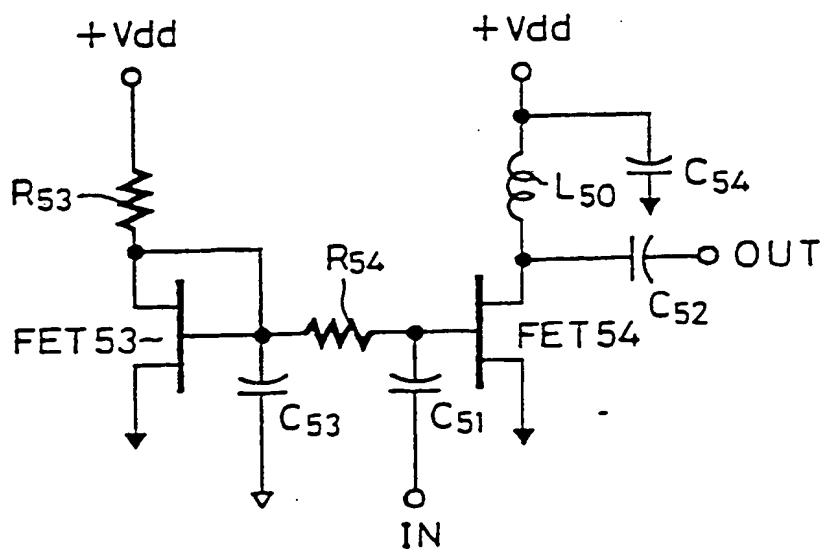 +Vdd
+Vdd
R53
L50
C54
R54
OUT
C52
FET53~
FET54
C53
C51
IN